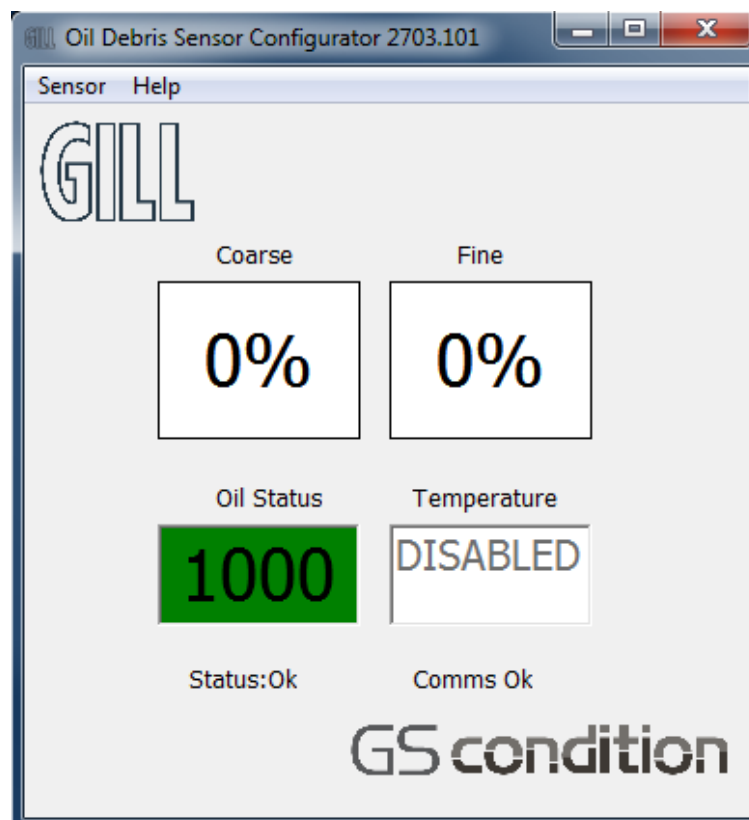 GILL Oil Debris Sensor Configurator 2703.101
Sensor Help
GILL
Coarse Fine
0% 0%
Oil Status Temperature
1000 DISABLED
Status:Ok Comms Ok
GS condition